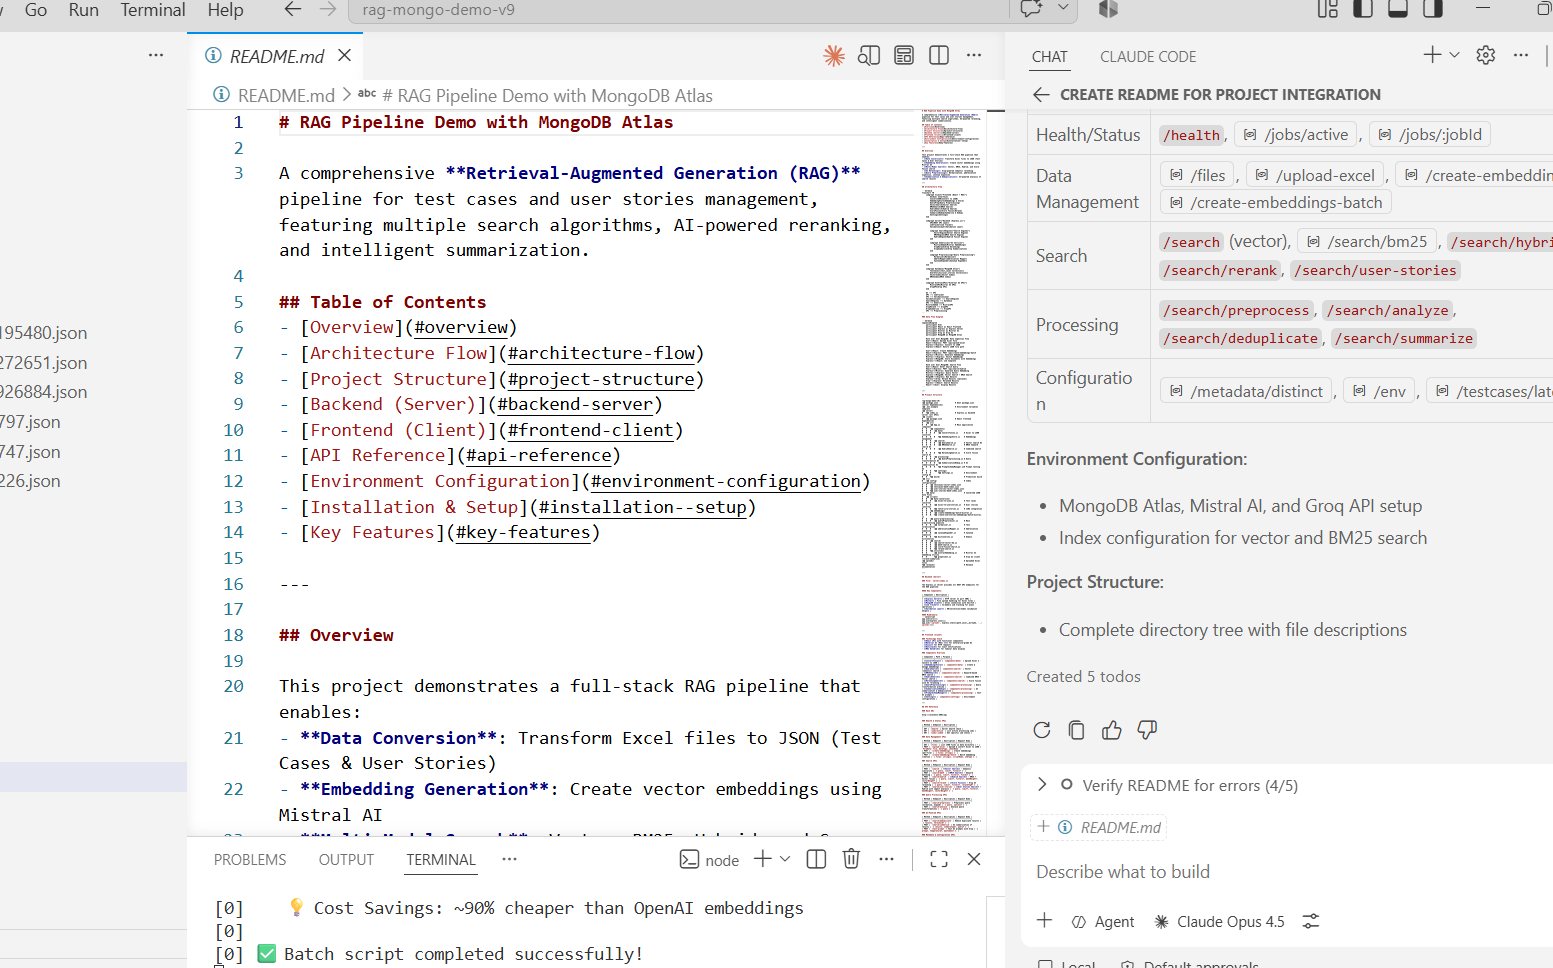 Go Run Terminal Help
rag-mongo-demo-v9
README.md
README.md > abc # RAG Pipeline Demo with MongoDB Atlas
195480.json
272651.json
926884.json
797.json
747.json
226.json
1 # RAG Pipeline Demo with MongoDB Atlas
2
3 A comprehensive **Retrieval-Augmented Generation (RAG)**
pipeline for test cases and user stories management,
featuring multiple search algorithms, AI-powered reranking,
and intelligent summarization.
4
5 ## Table of Contents
6 - [Overview](#overview)
7 - [Architecture Flow](#architecture-flow)
8 - [Project Structure](#project-structure)
9 - [Backend (Server)](#backend-server)
10 - [Frontend (Client)](#frontend-client)
11 - [API Reference](#api-reference)
12 - [Environment Configuration](#environment-configuration)
13 - [Installation & Setup](#installation--setup)
14 - [Key Features](#key-features)
15
16 ---
17
18 ## Overview
19
20 This project demonstrates a full-stack RAG pipeline that
enables:
21 - **Data Conversion**: Transform Excel files to JSON (Test
Cases & User Stories)
22 - **Embedding Generation**: Create vector embeddings using
Mistral AI
PROBLEMS OUTPUT TERMINAL
node
[0] 💡 Cost Savings: ~90% cheaper than OpenAI embeddings
[0]
[0] ✅ Batch script completed successfully!
CHAT CLAUDE CODE
CREATE README FOR PROJECT INTEGRATION
Health/Status /health, /jobs/active, /jobs/:jobId
Data
Management
/files, /upload-excel, /create-embeddin
/create-embeddings-batch
Search
/search (vector), /search/bm25, /search/hybri
/search/rerank, /search/user-stories
Processing
/search/preprocess, /search/analyze,
/search/deduplicate, /search/summarize
Configuratio
n
/metadata/distinct, /env, /testcases/late
Environment Configuration:
• MongoDB Atlas, Mistral AI, and Groq API setup
• Index configuration for vector and BM25 search
Project Structure:
• Complete directory tree with file descriptions
Created 5 todos
Verify README for errors (4/5)
README.md
Describe what to build
Agent Claude Opus 4.5
Local Default approvals